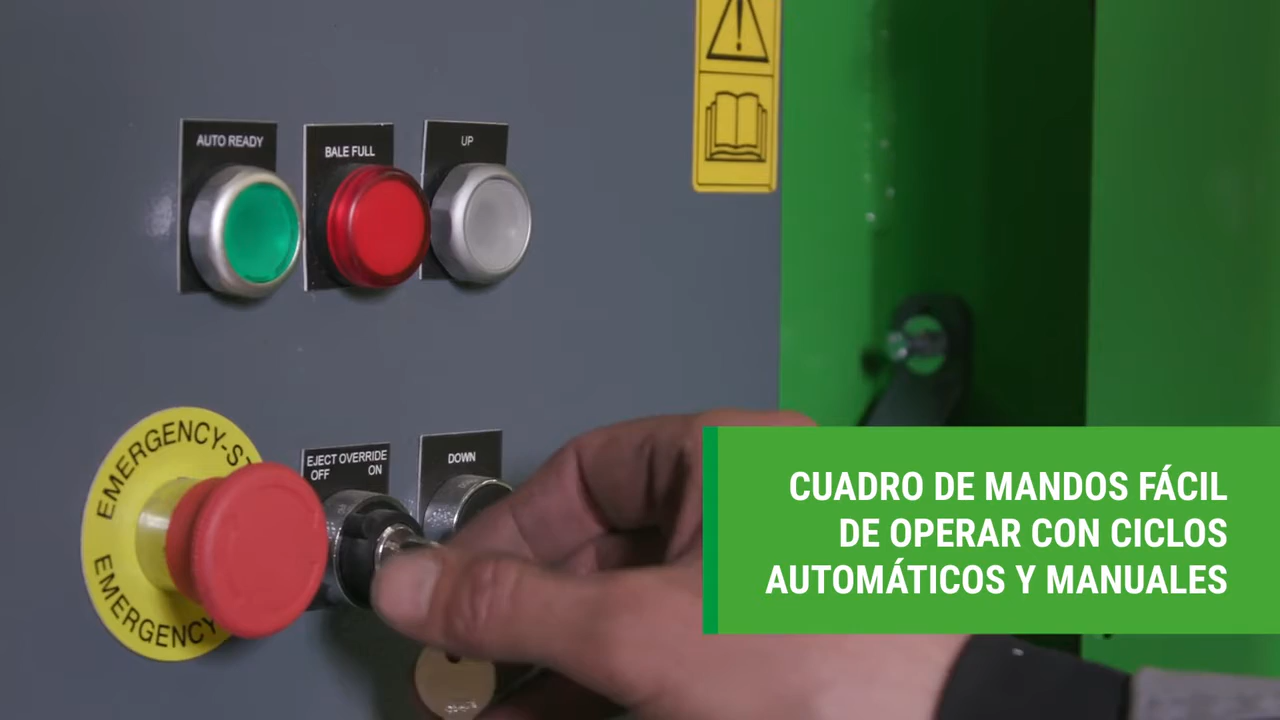 AUTO READY
BALE FULL
UP
EMERGENCY-
EMERGENCY
EJECT OVERRIDE
OFF ON
DOWN
CUADRO DE MANDOS FÁCIL
DE OPERAR CON CICLOS
AUTOMÁTICOS Y MANUALES